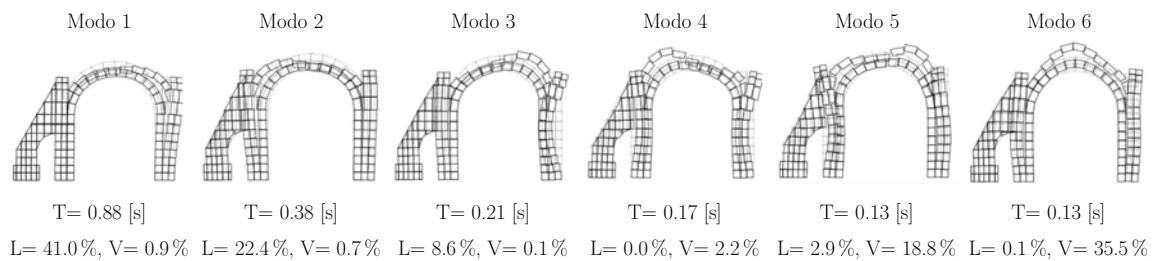 Modo 1 Modo 2 Modo 3 Modo 4 Modo 5 Modo 6
T= 0.88 [s] T= 0.38 [s] T= 0.21 [s] T= 0.17 [s] T= 0.13 [s] T= 0.13 [s]
L= 41.0 %, V= 0.9 % L= 22.4 %, V= 0.7 % L= 8.6 %, V= 0.1 % L= 0.0 %, V= 2.2 % L= 2.9 %, V= 18.8 % L= 0.1 %, V= 35.5 %